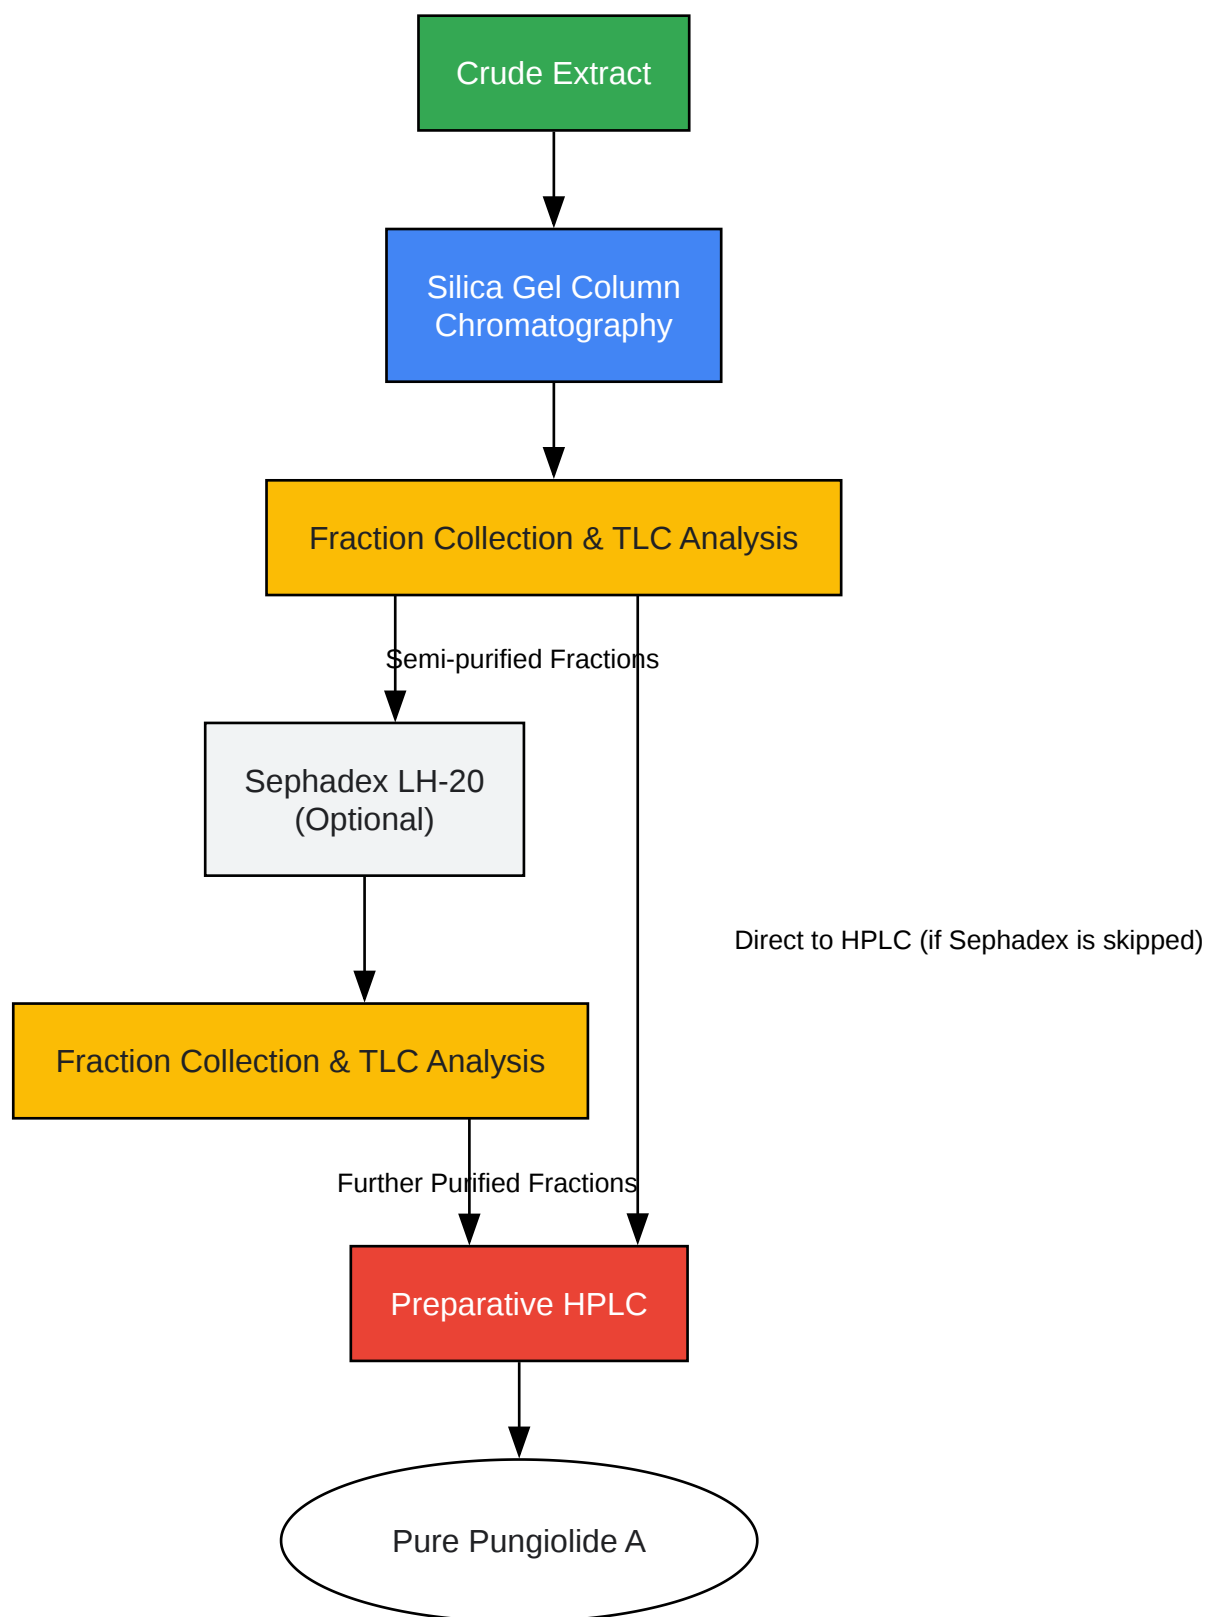 Crude Extract
Silica Gel Column
Chromatography
Fraction Collection & TLC Analysis
Semi-purified Fractions
Sephadex LH-20
(Optional)
Direct to HPLC (if Sephadex is skipped)
Fraction Collection & TLC Analysis
Further Purified Fractions
Preparative HPLC
Pure Pungiolide A